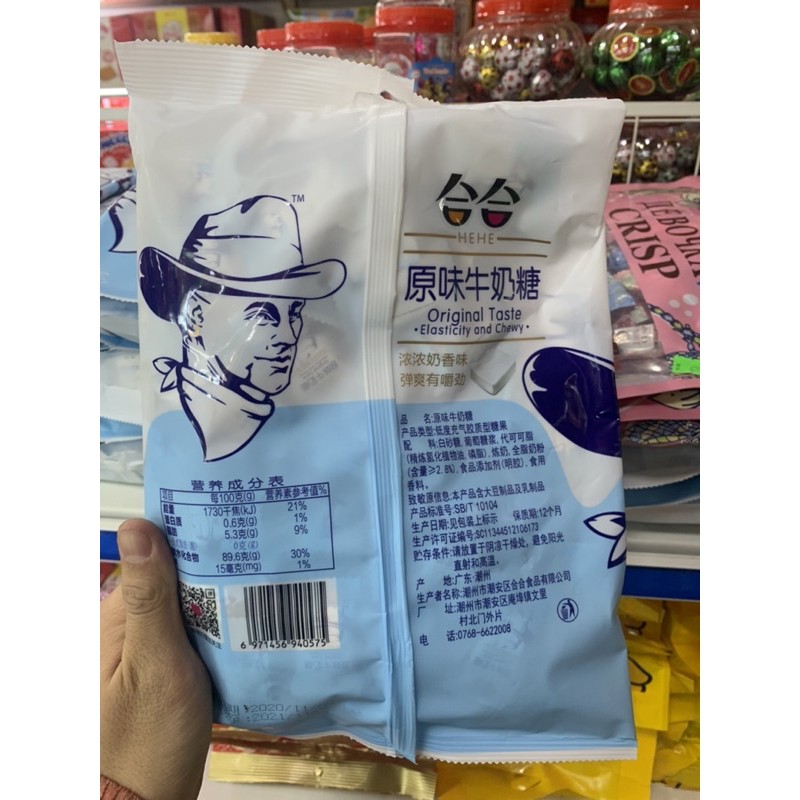 TM
合合
HEHE
原味牛奶糖
Original Taste
·Elasticity and Chewy·
浓浓奶香味
弹爽有嚼劲
品 名:原味牛奶糖
产品类型:低度充气胶质型糖果
配 料:白砂糖,葡萄糖浆,代可可脂
(精炼氢化植物油,磷脂),炼奶,全脂奶粉
(含量≥2.8%),食品添加剂(明胶),食用
香料。
致敏原信息:本产品含大豆制品及乳制品
产品标准号:SB/T 10104
生产日期:见包装上标示 保质期:12个月
生产许可证编号:SC11344512106173
贮存条件:请放置于阴凉干燥处,避免阳光
直射和高温。
产 地:广东·潮州
生产者名称:潮州市潮安区合合食品有限公司
厂 址:潮州市潮安区庵埠镇文里
村北门外片
电 话:0768-6622008
营养成分表
项目 每100克(g) 营养素参考值%
能量 1730千焦(kJ) 21%
蛋白质 0.6克(g) 1%
脂肪 5.3克(g) 9%
0克(g)
水化合物 89.6克(g) 30%
15毫克(mg) 1%
6 971456 940575
2020/11
2021/
ДЕВОЧКА
CRISP